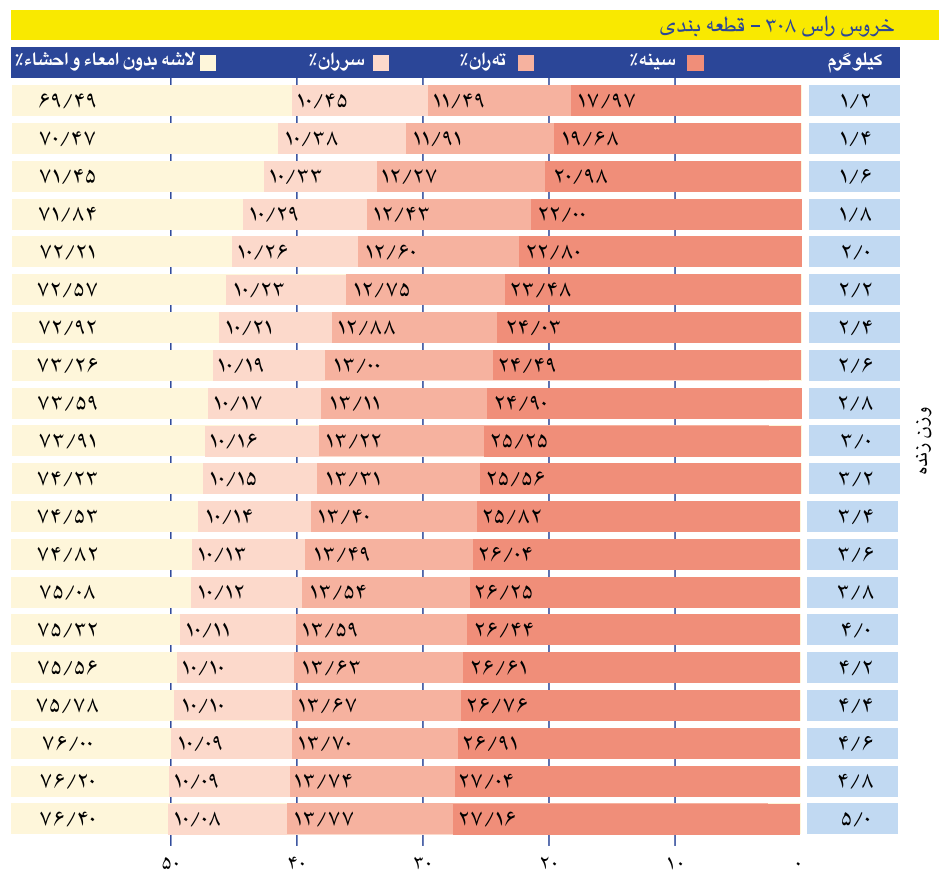 خروس راس ۳۰۸ - قطعه بندی
کیلوگرم سینه٪ ته‌ران٪ سرران٪ لاشه بدون امعاء و احشاء٪
۱/۲ ۱۷/۹۷ ۱۱/۴۹ ۱۰/۴۵ ۶۹/۴۹
۱/۴ ۱۹/۶۸ ۱۱/۹۱ ۱۰/۳۸ ۷۰/۴۷
۱/۶ ۲۰/۹۸ ۱۲/۲۷ ۱۰/۳۳ ۷۱/۴۵
۱/۸ ۲۲/۰۰ ۱۲/۴۳ ۱۰/۲۹ ۷۱/۸۴
۲/۰ ۲۲/۸۰ ۱۲/۶۰ ۱۰/۲۶ ۷۲/۲۱
۲/۲ ۲۳/۴۸ ۱۲/۷۵ ۱۰/۲۳ ۷۲/۵۷
۲/۴ ۲۴/۰۳ ۱۲/۸۸ ۱۰/۲۱ ۷۲/۹۲
۲/۶ ۲۴/۴۹ ۱۳/۰۰ ۱۰/۱۹ ۷۳/۲۶
۲/۸ ۲۴/۹۰ ۱۳/۱۱ ۱۰/۱۷ ۷۳/۵۹
۳/۰ ۲۵/۲۵ ۱۳/۲۲ ۱۰/۱۶ ۷۳/۹۱
۳/۲ ۲۵/۵۶ ۱۳/۳۱ ۱۰/۱۵ ۷۴/۲۳
۳/۴ ۲۵/۸۲ ۱۳/۴۰ ۱۰/۱۴ ۷۴/۵۳
۳/۶ ۲۶/۰۴ ۱۳/۴۹ ۱۰/۱۳ ۷۴/۸۲
۳/۸ ۲۶/۲۵ ۱۳/۵۴ ۱۰/۱۲ ۷۵/۰۸
۴/۰ ۲۶/۴۴ ۱۳/۵۹ ۱۰/۱۱ ۷۵/۳۲
۴/۲ ۲۶/۶۱ ۱۳/۶۳ ۱۰/۱۰ ۷۵/۵۶
۴/۴ ۲۶/۷۶ ۱۳/۶۷ ۱۰/۱۰ ۷۵/۷۸
۴/۶ ۲۶/۹۱ ۱۳/۷۰ ۱۰/۰۹ ۷۶/۰۰
۴/۸ ۲۷/۰۴ ۱۳/۷۴ ۱۰/۰۹ ۷۶/۲۰
۵/۰ ۲۷/۱۶ ۱۳/۷۷ ۱۰/۰۸ ۷۶/۴۰
وزن زنده
۰ ۱۰ ۲۰ ۳۰ ۴۰ ۵۰